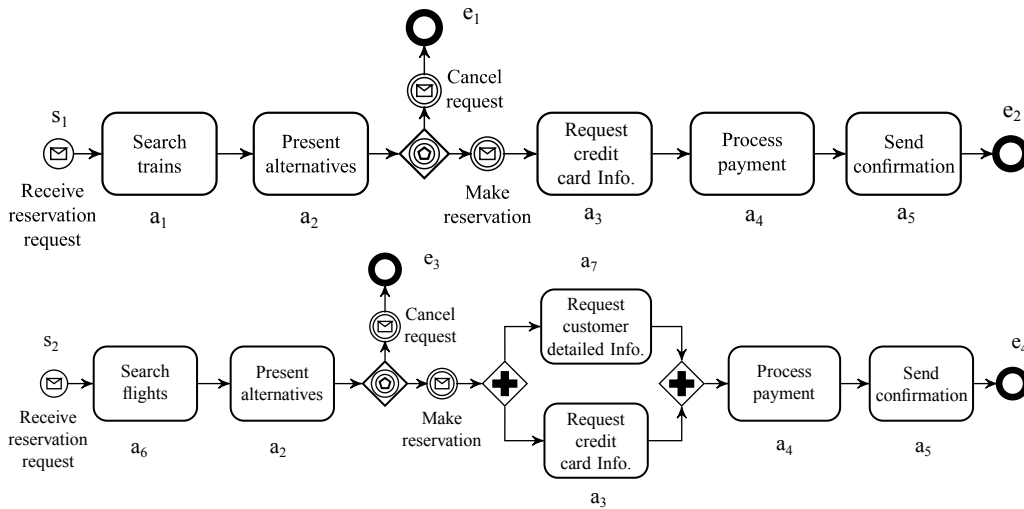 e1
Cancel
request
s1
Search
trains
Present
alternatives
Request
credit
card Info.
Process
payment
Send
confirmation
e2
Receive
reservation
request
Make
reservation
a1
a2
a3
a4
a5
e3
a7
Cancel
request
Request
customer
detailed Info.
s2
Search
flights
Present
alternatives
Process
payment
Send
confirmation
e4
Receive
reservation
request
Make
reservation
Request
credit
card Info.
a6
a2
a4
a5
a3